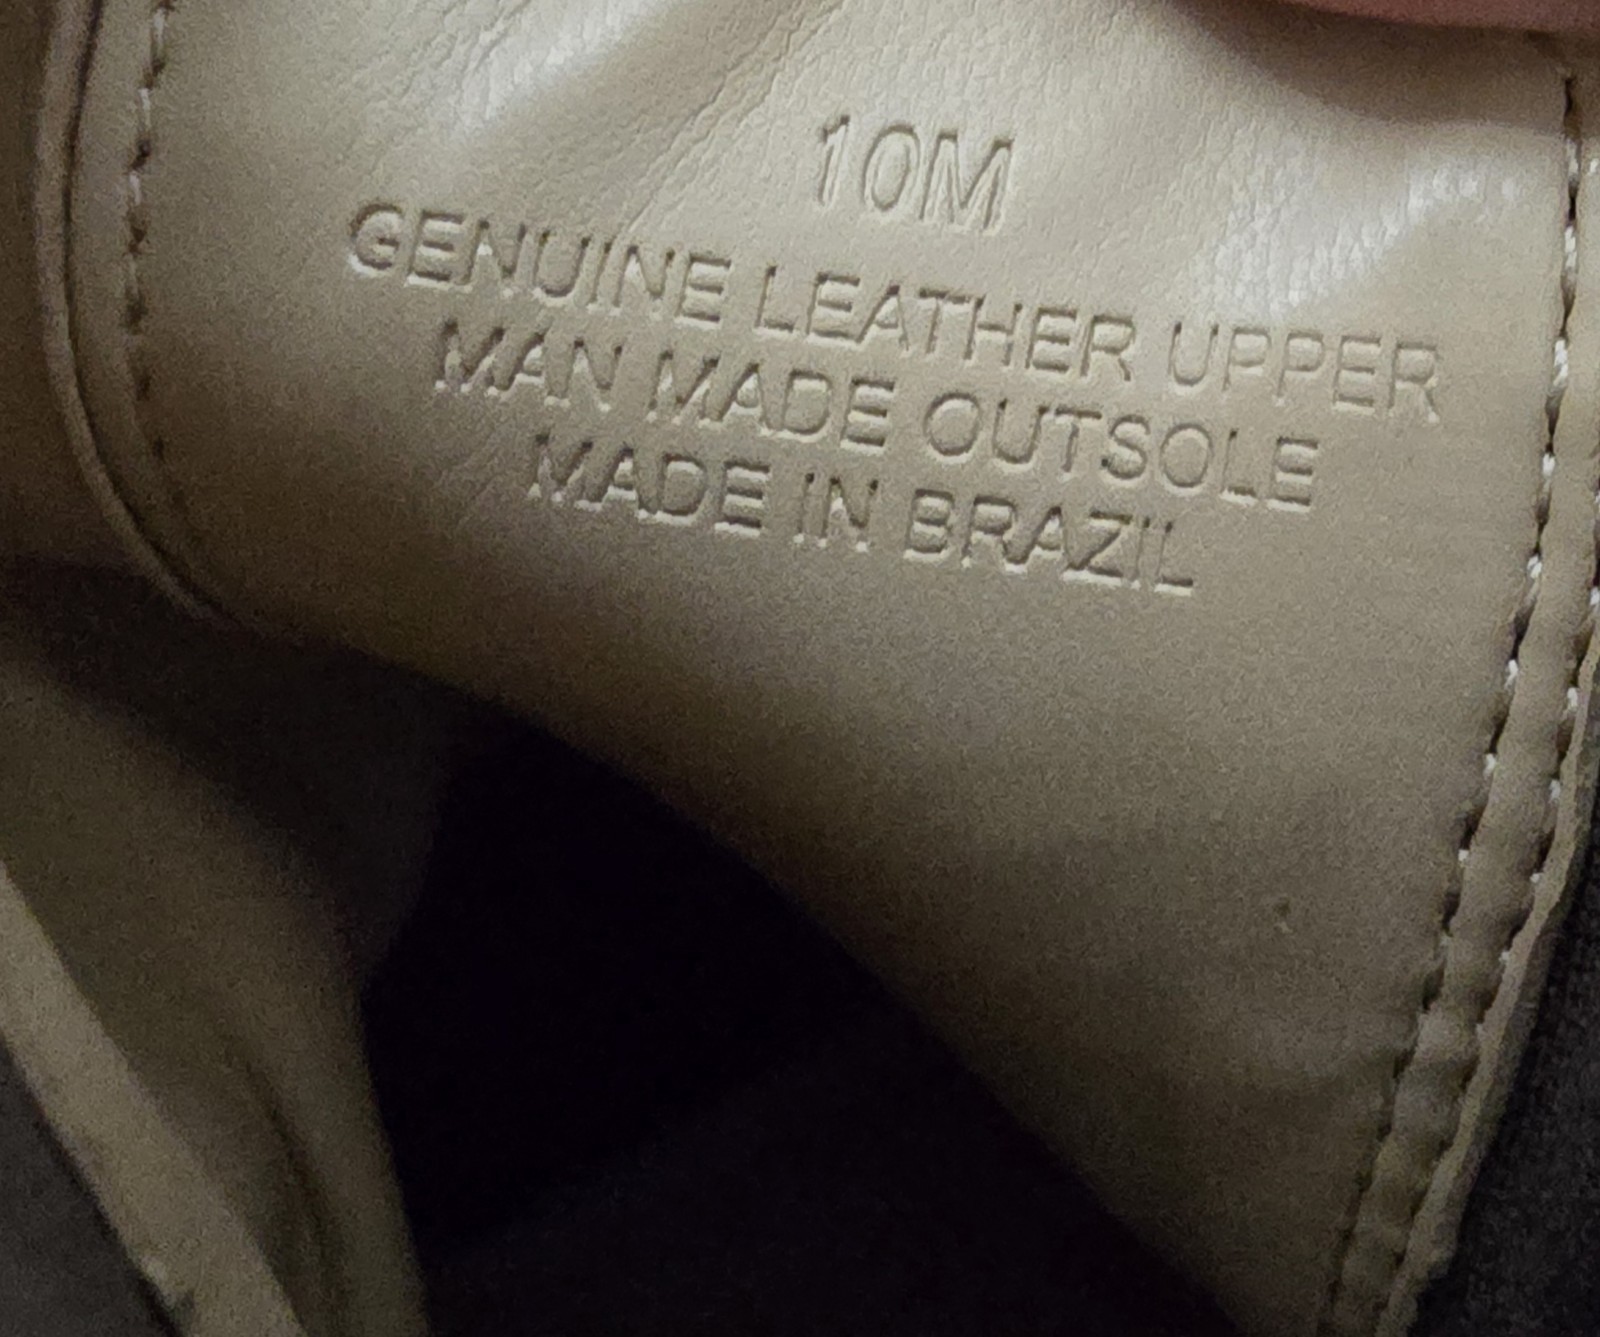 10M
GENUINE LEATHER UPPER
MAN MADE OUTSOLE
MADE IN BRAZIL